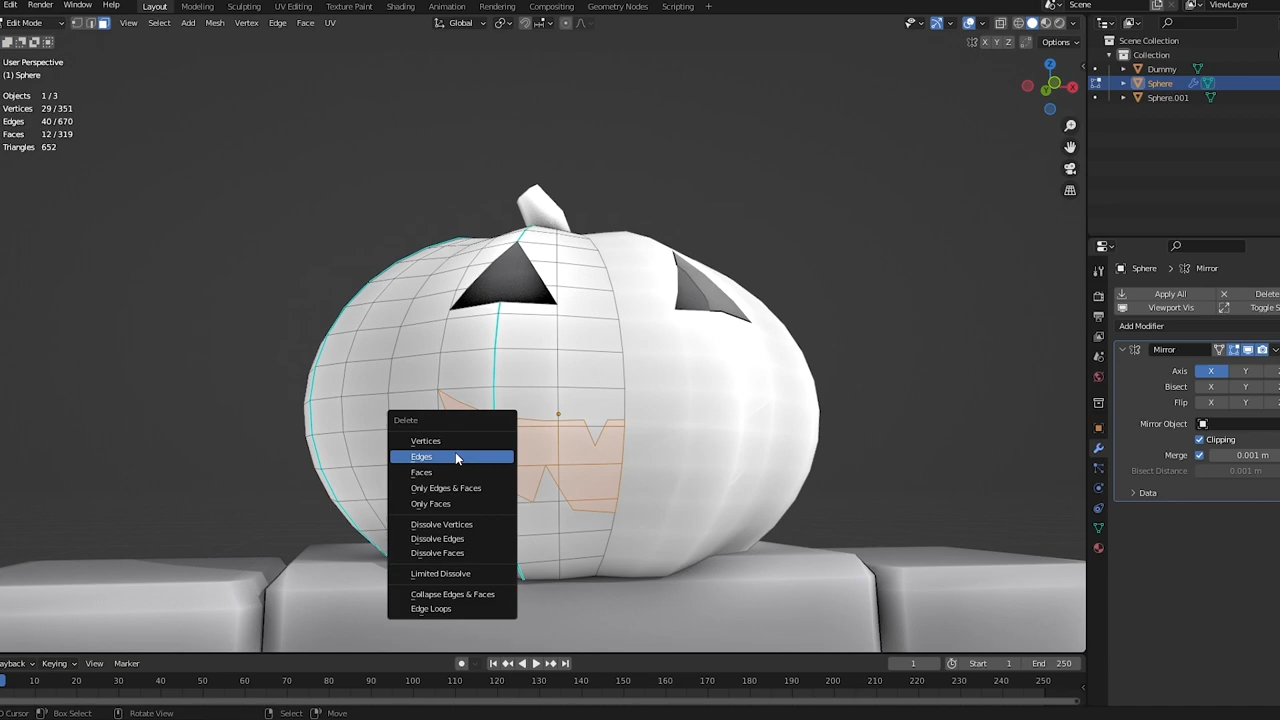 Edit Render Window Help Layout Modeling Sculpting UV Editing Texture Paint Shading Animation Rendering Compositing Geometry Nodes Scripting + Scene ViewLayer
Edit Mode View Select Add Mesh Vertex Edge Face UV Global
X Y Z Options
User Perspective
(1) Sphere
Objects 1/3
Vertices 29/351
Edges 40/670
Faces 12/319
Triangles 652
Z
X
Y
Delete
Vertices
Edges
Faces
Only Edges & Faces
Only Faces
Dissolve Vertices
Dissolve Edges
Dissolve Faces
Limited Dissolve
Collapse Edges & Faces
Edge Loops
Scene Collection
Collection
Dummy
Sphere
Sphere.001
Sphere Mirror
Apply All Delete
Viewport Vis Toggle S
Add Modifier
Mirror
Axis X Y Z
Bisect X Y Z
Flip X Y Z
Mirror Object
Clipping
Merge 0.001 m
Bisect Distance 0.001 m
Data
ayback Keying View Marker 1 Start 1 End 250
10 20 30 40 50 60 70 80 90 100 110 120 130 140 150 160 170 180 190 200 210 220 230 240 250
D Cursor Box Select Rotate View Select Move